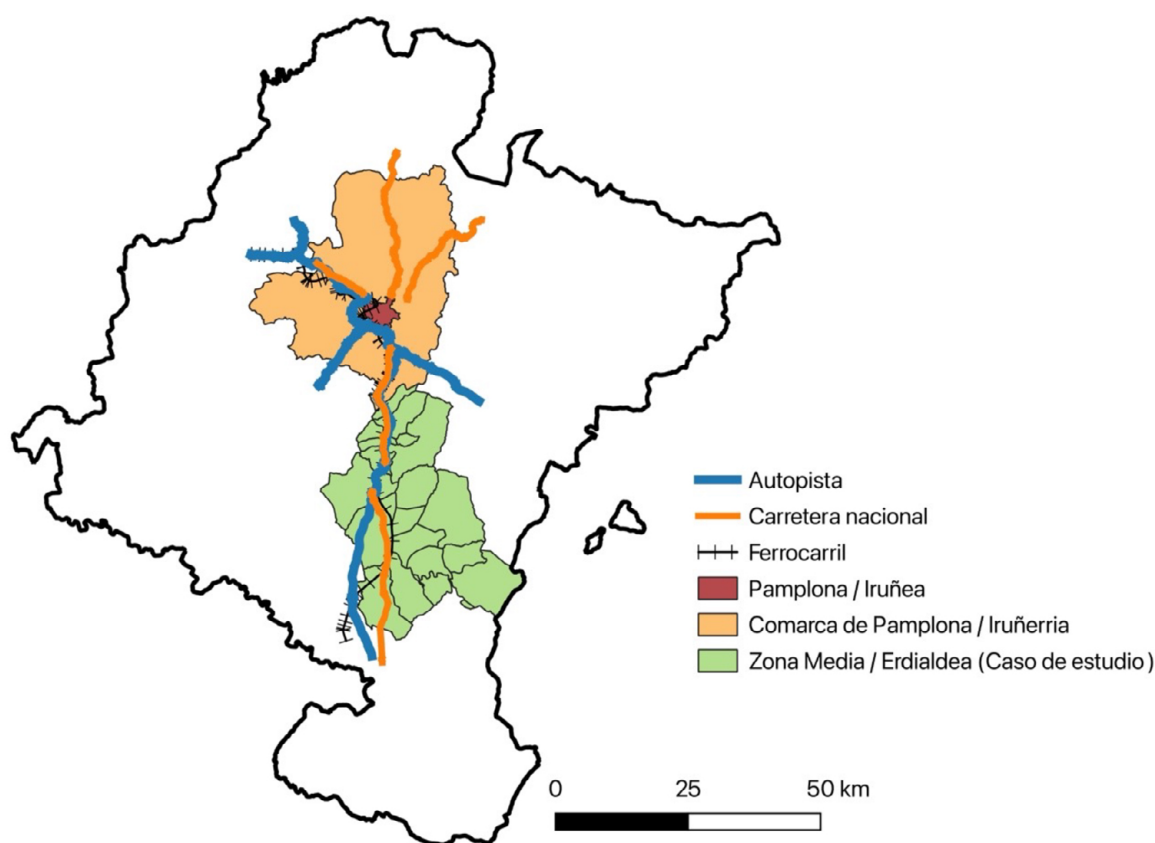 Autopista
Carretera nacional
Ferrocarril
Pamplona / Iruñea
Comarca de Pamplona / Iruñerria
Zona Media / Erdialdea (Caso de estudio )
0 25 50 km